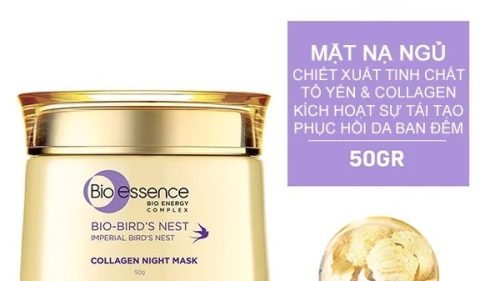 MẶT NẠ NGỦ
CHIẾT XUẤT TINH CHẤT
TỔ YẾN & COLLAGEN
KÍCH HOẠT SỰ TÁI TẠO
PHỤC HỒI DA BAN ĐÊM
50GR
Bio essence
BIO ENERGY
COMPLEX
BIO-BIRD'S NEST
IMPERIAL BIRD'S NEST
COLLAGEN NIGHT MASK
50g